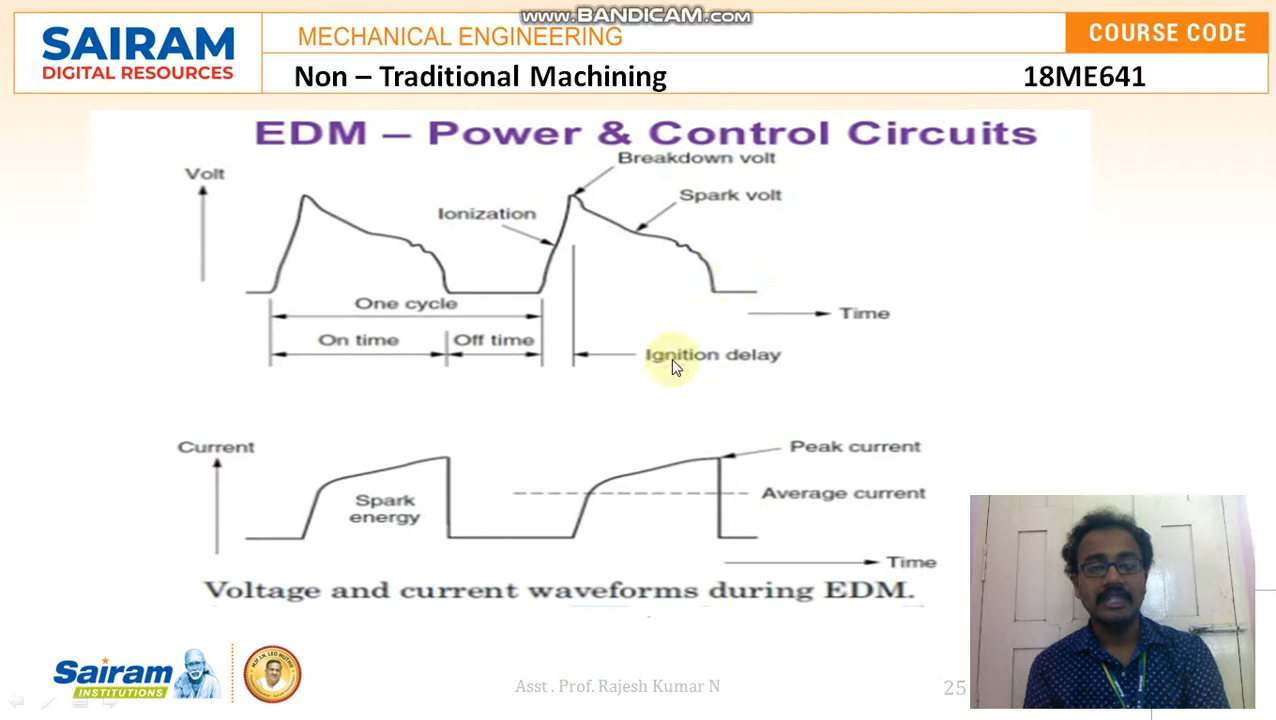 www.BANDICAM.com
SAIRAM
DIGITAL RESOURCES
MECHANICAL ENGINEERING
COURSE CODE
Non – Traditional Machining
18ME641
EDM – Power & Control Circuits
Breakdown volt
Volt
Spark volt
Ionization
One cycle
Time
On time
Off time
Ignition delay
Current
Peak current
Spark
energy
Average current
Time
Voltage and current waveforms during EDM.
Sairam
INSTITUTIONS
Asst . Prof. Rajesh Kumar N
25